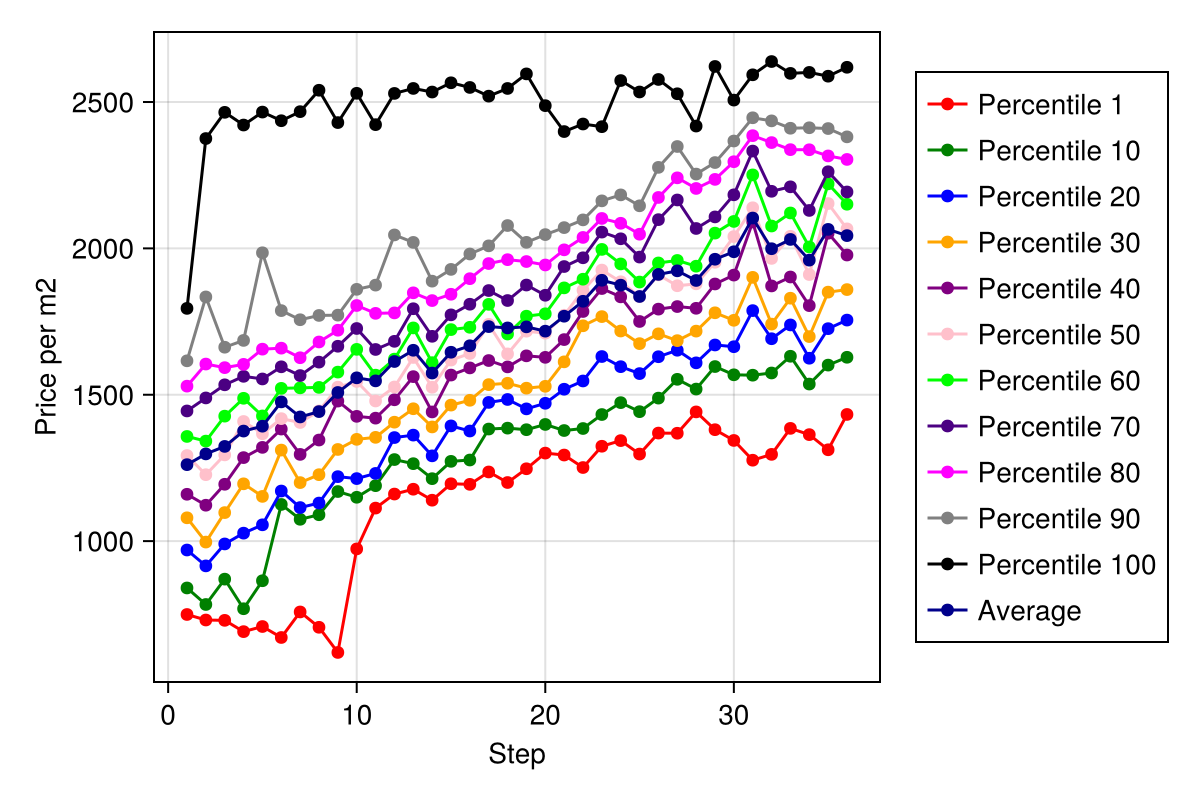 2500
2000
1500
1000
Price per m2
0
10
20
30
Step
Percentile 1
Percentile 10
Percentile 20
Percentile 30
Percentile 40
Percentile 50
Percentile 60
Percentile 70
Percentile 80
Percentile 90
Percentile 100
Average